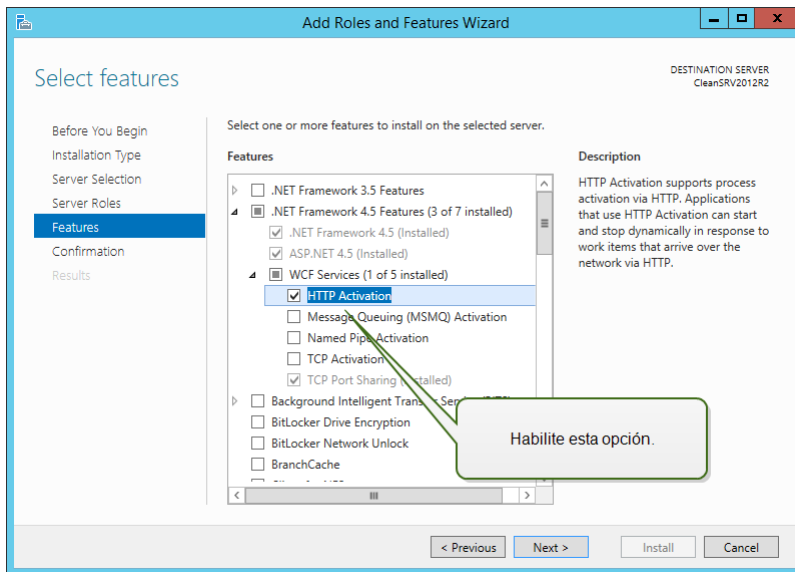 Add Roles and Features Wizard
Select features
DESTINATION SERVER
CleanSRV2012R2
Before You Begin
Installation Type
Server Selection
Server Roles
Features
Confirmation
Results
Select one or more features to install on the selected server.
Features
.NET Framework 3.5 Features
.NET Framework 4.5 Features (3 of 7 installed)
.NET Framework 4.5 (Installed)
ASP.NET 4.5 (Installed)
WCF Services (1 of 5 installed)
HTTP Activation
Message Queuing (MSMQ) Activation
Named Pipe Activation
TCP Activation
TCP Port Sharing (Installed)
Background Intelligent Transfer
BitLocker Drive Encryption
BitLocker Network Unlock
BranchCache
Description
HTTP Activation supports process
activation via HTTP. Applications
that use HTTP Activation can start
and stop dynamically in response to
work items that arrive over the
network via HTTP.
Habilite esta opción.
< Previous
Next >
Install
Cancel